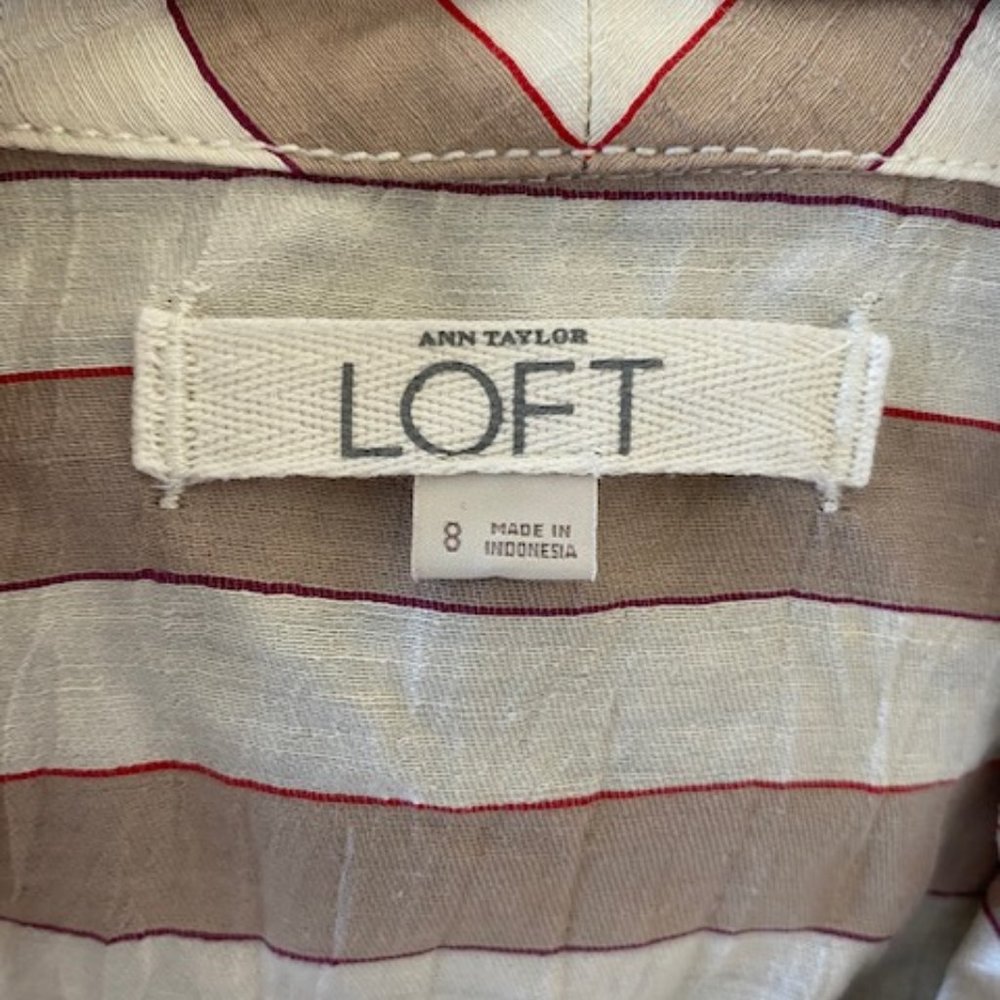 ANN TAYLOR
LOFT
8 MADE IN
INDONESIA